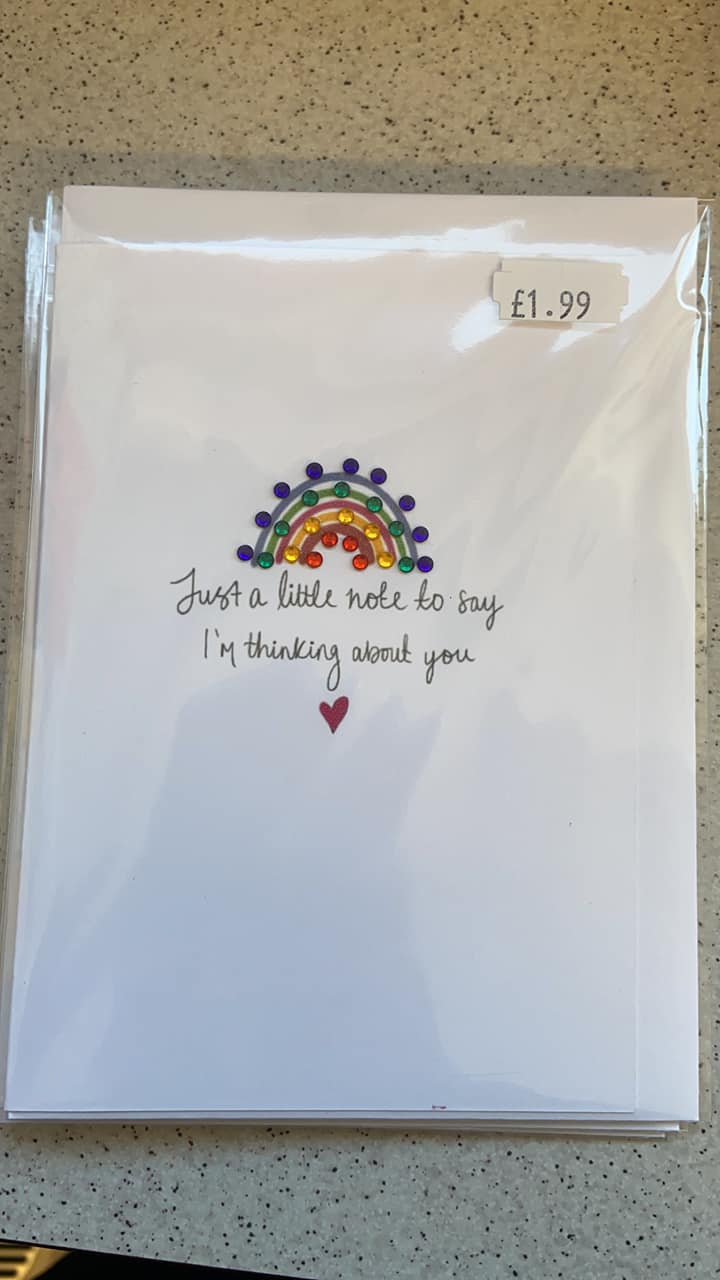 £1.99
Just a little note to say
I'm thinking about you